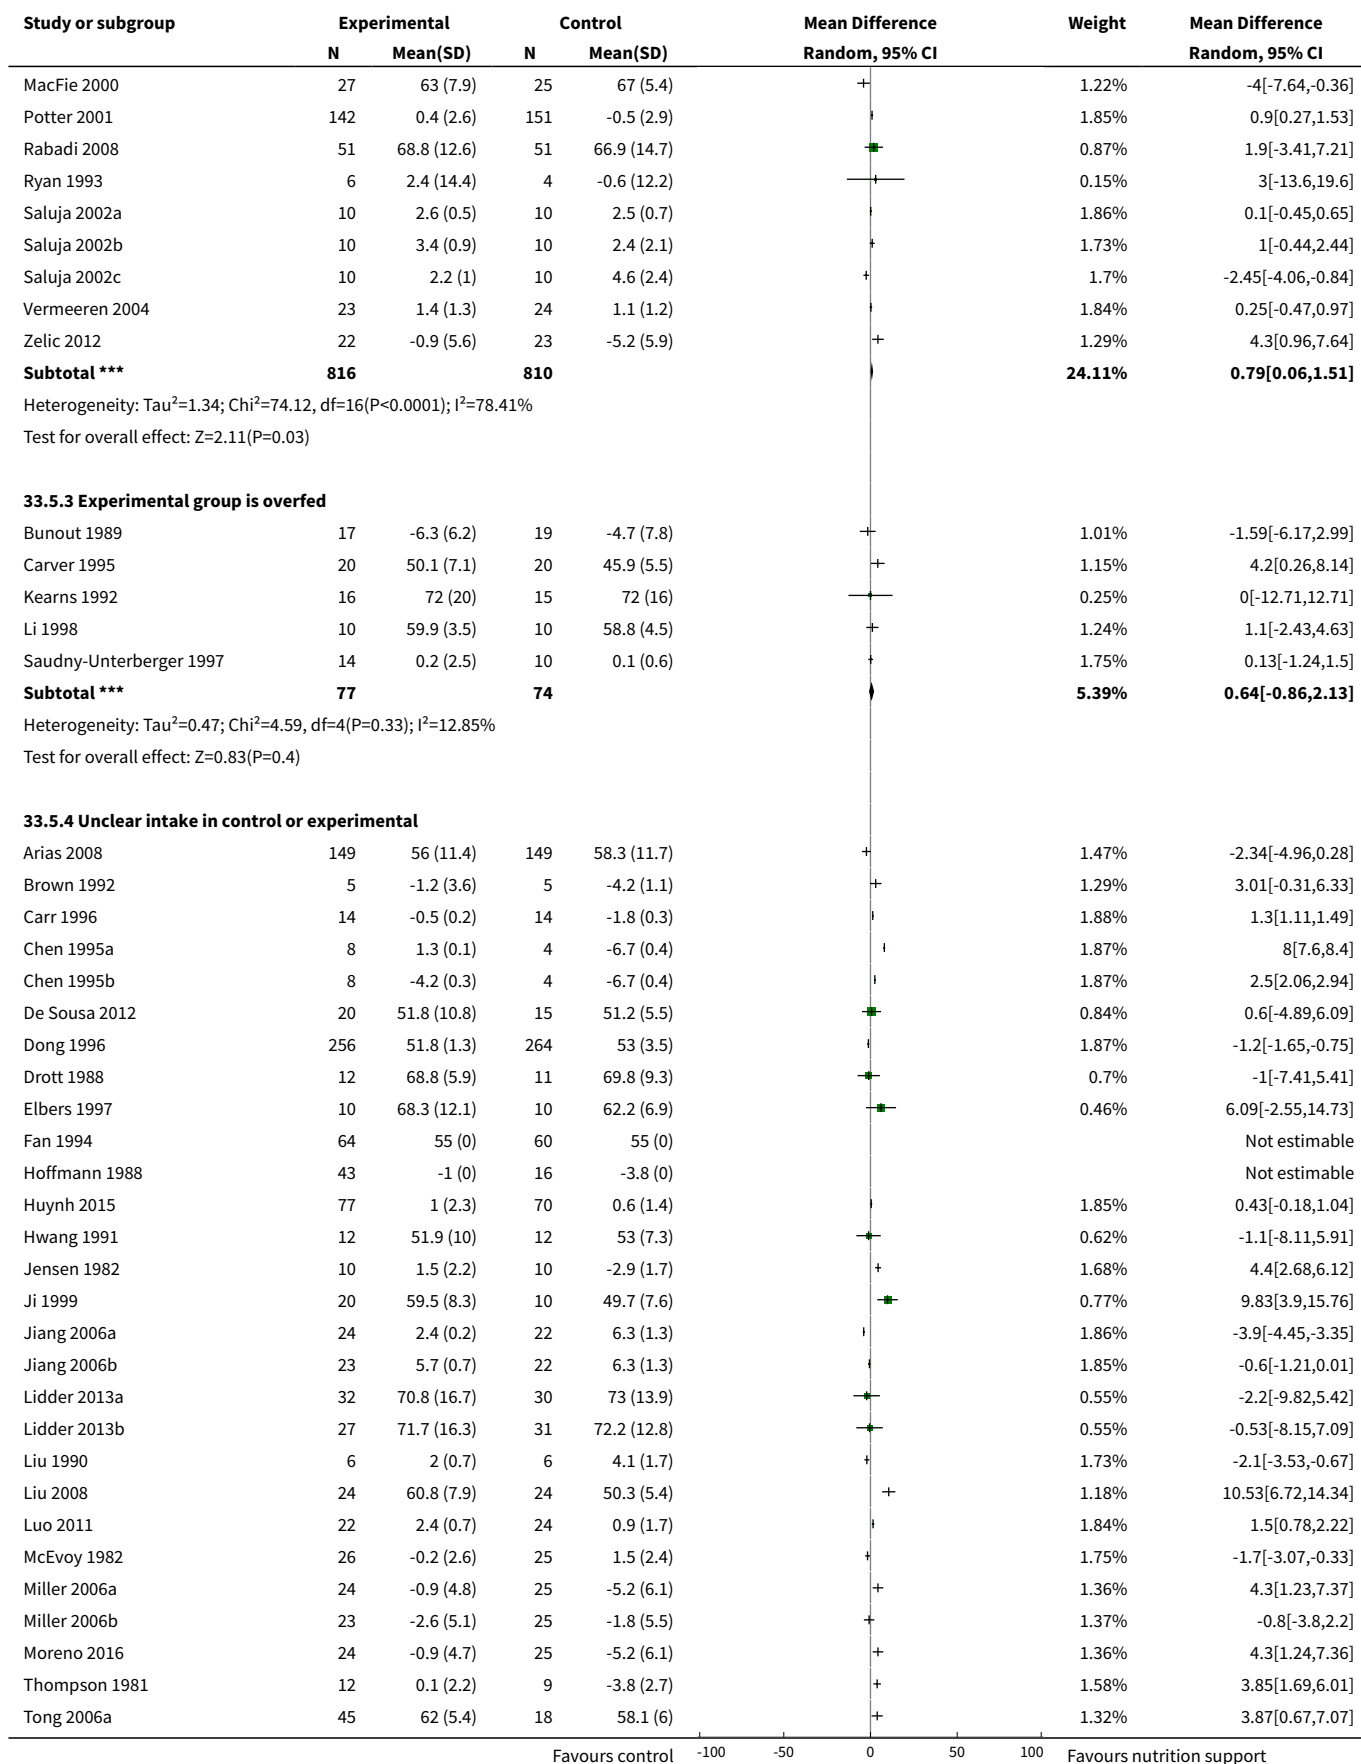 Study or subgroup Experimental Control Mean Difference Weight Mean Difference
N Mean(SD) N Mean(SD) Random, 95% CI Random, 95% CI
MacFie 2000 27 63 (7.9) 25 67 (5.4) 1.22% -4[-7.64,-0.36]
Potter 2001 142 0.4 (2.6) 151 -0.5 (2.9) 1.85% 0.9[0.27,1.53]
Rabadi 2008 51 68.8 (12.6) 51 66.9 (14.7) 0.87% 1.9[-3.41,7.21]
Ryan 1993 6 2.4 (14.4) 4 -0.6 (12.2) 0.15% 3[-13.6,19.6]
Saluja 2002a 10 2.6 (0.5) 10 2.5 (0.7) 1.86% 0.1[-0.45,0.65]
Saluja 2002b 10 3.4 (0.9) 10 2.4 (2.1) 1.73% 1[-0.44,2.44]
Saluja 2002c 10 2.2 (1) 10 4.6 (2.4) 1.7% -2.45[-4.06,-0.84]
Vermeeren 2004 23 1.4 (1.3) 24 1.1 (1.2) 1.84% 0.25[-0.47,0.97]
Zelic 2012 22 -0.9 (5.6) 23 -5.2 (5.9) 1.29% 4.3[0.96,7.64]
Subtotal *** 816 810 24.11% 0.79[0.06,1.51]
Heterogeneity: Tau²=1.34; Chi²=74.12, df=16(P<0.0001); I²=78.41%
Test for overall effect: Z=2.11(P=0.03)
33.5.3 Experimental group is overfed
Bunout 1989 17 -6.3 (6.2) 19 -4.7 (7.8) 1.01% -1.59[-6.17,2.99]
Carver 1995 20 50.1 (7.1) 20 45.9 (5.5) 1.15% 4.2[0.26,8.14]
Kearns 1992 16 72 (20) 15 72 (16) 0.25% 0[-12.71,12.71]
Li 1998 10 59.9 (3.5) 10 58.8 (4.5) 1.24% 1.1[-2.43,4.63]
Saudny-Unterberger 1997 14 0.2 (2.5) 10 0.1 (0.6) 1.75% 0.13[-1.24,1.5]
Subtotal *** 77 74 5.39% 0.64[-0.86,2.13]
Heterogeneity: Tau²=0.47; Chi²=4.59, df=4(P=0.33); I²=12.85%
Test for overall effect: Z=0.83(P=0.4)
33.5.4 Unclear intake in control or experimental
Arias 2008 149 56 (11.4) 149 58.3 (11.7) 1.47% -2.34[-4.96,0.28]
Brown 1992 5 -1.2 (3.6) 5 -4.2 (1.1) 1.29% 3.01[-0.31,6.33]
Carr 1996 14 -0.5 (0.2) 14 -1.8 (0.3) 1.88% 1.3[1.11,1.49]
Chen 1995a 8 1.3 (0.1) 4 -6.7 (0.4) 1.87% 8[7.6,8.4]
Chen 1995b 8 -4.2 (0.3) 4 -6.7 (0.4) 1.87% 2.5[2.06,2.94]
De Sousa 2012 20 51.8 (10.8) 15 51.2 (5.5) 0.84% 0.6[-4.89,6.09]
Dong 1996 256 51.8 (1.3) 264 53 (3.5) 1.87% -1.2[-1.65,-0.75]
Drott 1988 12 68.8 (5.9) 11 69.8 (9.3) 0.7% -1[-7.41,5.41]
Elbers 1997 10 68.3 (12.1) 10 62.2 (6.9) 0.46% 6.09[-2.55,14.73]
Fan 1994 64 55 (0) 60 55 (0) Not estimable
Hoffmann 1988 43 -1 (0) 16 -3.8 (0) Not estimable
Huynh 2015 77 1 (2.3) 70 0.6 (1.4) 1.85% 0.43[-0.18,1.04]
Hwang 1991 12 51.9 (10) 12 53 (7.3) 0.62% -1.1[-8.11,5.91]
Jensen 1982 10 1.5 (2.2) 10 -2.9 (1.7) 1.68% 4.4[2.68,6.12]
Ji 1999 20 59.5 (8.3) 10 49.7 (7.6) 0.77% 9.83[3.9,15.76]
Jiang 2006a 24 2.4 (0.2) 22 6.3 (1.3) 1.86% -3.9[-4.45,-3.35]
Jiang 2006b 23 5.7 (0.7) 22 6.3 (1.3) 1.85% -0.6[-1.21,0.01]
Lidder 2013a 32 70.8 (16.7) 30 73 (13.9) 0.55% -2.2[-9.82,5.42]
Lidder 2013b 27 71.7 (16.3) 31 72.2 (12.8) 0.55% -0.53[-8.15,7.09]
Liu 1990 6 2 (0.7) 6 4.1 (1.7) 1.73% -2.1[-3.53,-0.67]
Liu 2008 24 60.8 (7.9) 24 50.3 (5.4) 1.18% 10.53[6.72,14.34]
Luo 2011 22 2.4 (0.7) 24 0.9 (1.7) 1.84% 1.5[0.78,2.22]
McEvoy 1982 26 -0.2 (2.6) 25 1.5 (2.4) 1.75% -1.7[-3.07,-0.33]
Miller 2006a 24 -0.9 (4.8) 25 -5.2 (6.1) 1.36% 4.3[1.23,7.37]
Miller 2006b 23 -2.6 (5.1) 25 -1.8 (5.5) 1.37% -0.8[-3.8,2.2]
Moreno 2016 24 -0.9 (4.7) 25 -5.2 (6.1) 1.36% 4.3[1.24,7.36]
Thompson 1981 12 0.1 (2.2) 9 -3.8 (2.7) 1.58% 3.85[1.69,6.01]
Tong 2006a 45 62 (5.4) 18 58.1 (6) 1.32% 3.87[0.67,7.07]
Favours control -100 -50 0 50 100 Favours nutrition support